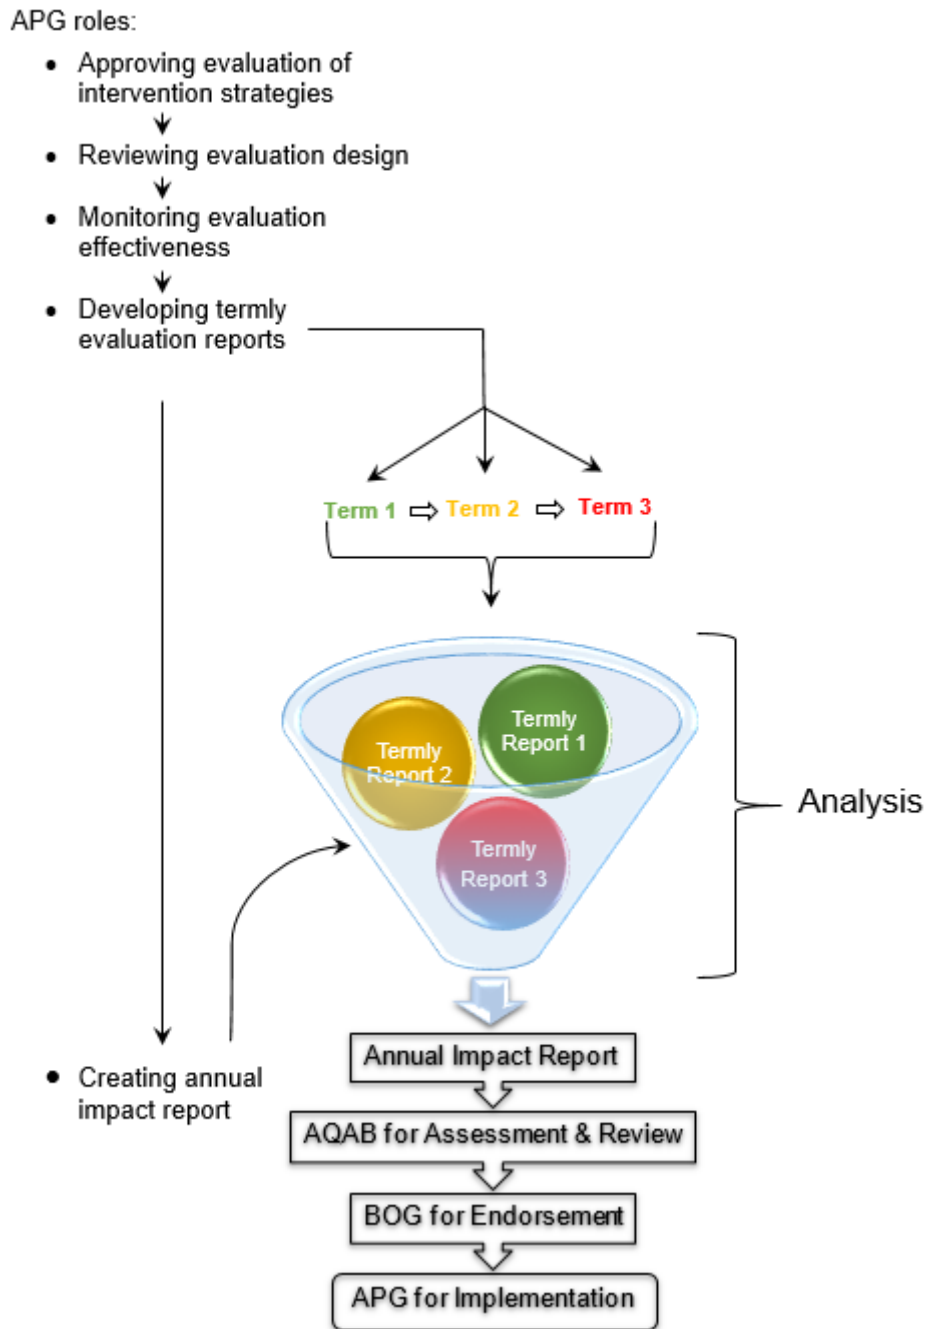 APG roles:
• Approving evaluation of
intervention strategies
• Reviewing evaluation design
• Monitoring evaluation
effectiveness
• Developing termly
evaluation reports
Term 1 ⇨ Term 2 ⇨ Term 3
Termly
Report 1
Termly
Report 2
Termly
Report 3
Analysis
• Creating annual
impact report
Annual Impact Report
AQAB for Assessment & Review
BOG for Endorsement
APG for Implementation